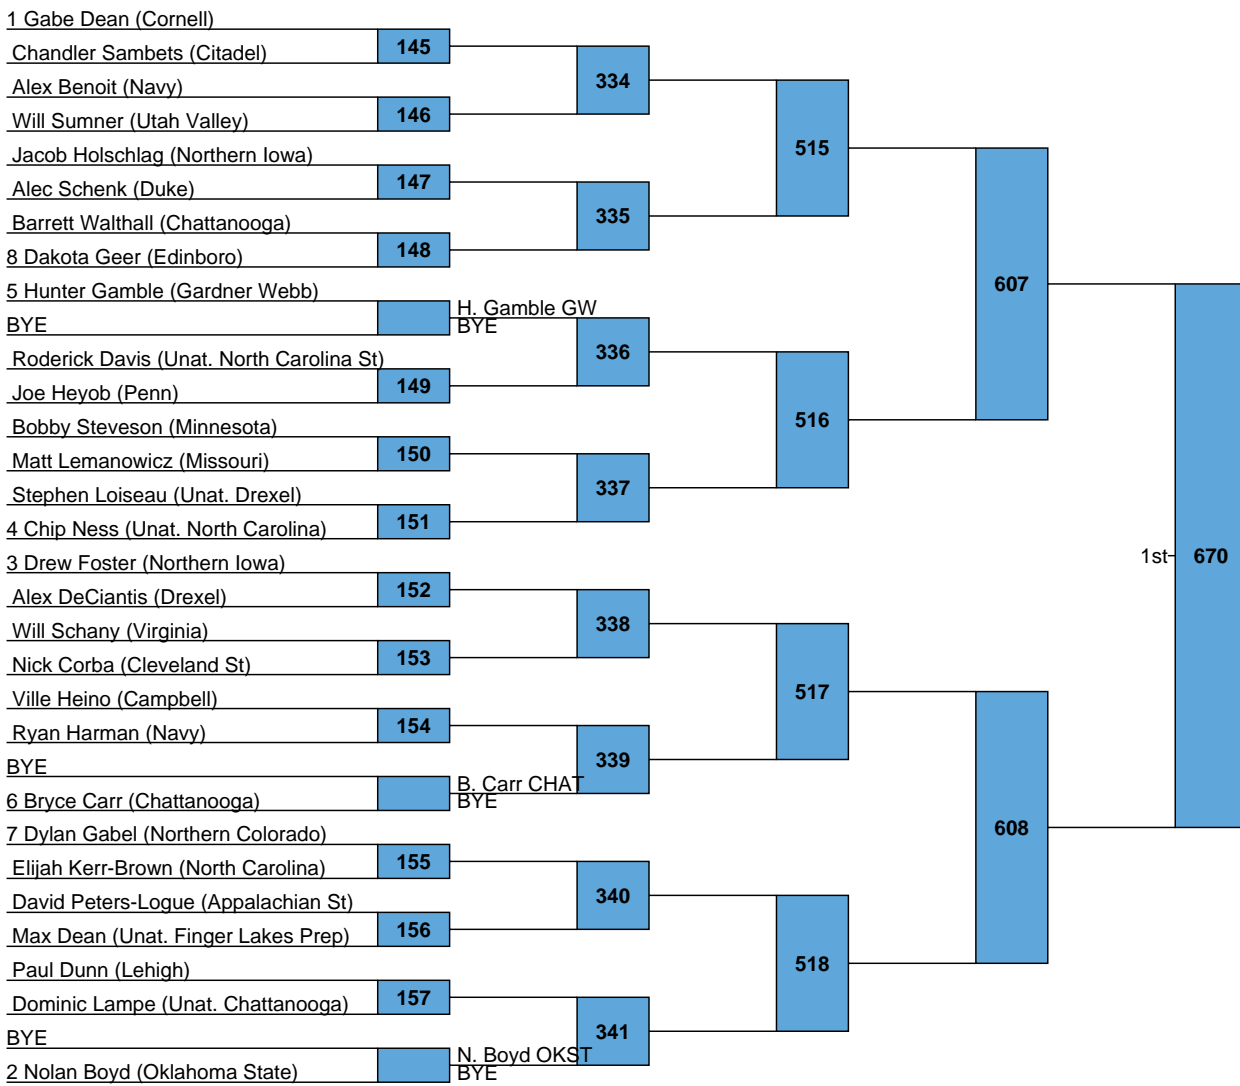 1 Gabe Dean (Cornell)
145
Chandler Sambets (Citadel)
334
Alex Benoit (Navy)
146
Will Sumner (Utah Valley)
515
Jacob Holschlag (Northern Iowa)
147
Alec Schenk (Duke)
335
Barrett Walthall (Chattanooga)
148
8 Dakota Geer (Edinboro)
607
5 Hunter Gamble (Gardner Webb)
H. Gamble GW
BYE
BYE
336
Roderick Davis (Unat. North Carolina St)
149
Joe Heyob (Penn)
516
Bobby Steveson (Minnesota)
150
Matt Lemanowicz (Missouri)
337
Stephen Loiseau (Unat. Drexel)
151
4 Chip Ness (Unat. North Carolina)
1st
670
3 Drew Foster (Northern Iowa)
152
Alex DeCiantis (Drexel)
338
Will Schany (Virginia)
153
Nick Corba (Cleveland St)
517
Ville Heino (Campbell)
154
Ryan Harman (Navy)
339
BYE
B. Carr CHAT
BYE
6 Bryce Carr (Chattanooga)
608
7 Dylan Gabel (Northern Colorado)
155
Elijah Kerr-Brown (North Carolina)
340
David Peters-Logue (Appalachian St)
156
Max Dean (Unat. Finger Lakes Prep)
518
Paul Dunn (Lehigh)
157
Dominic Lampe (Unat. Chattanooga)
341
BYE
N. Boyd OKST
BYE
2 Nolan Boyd (Oklahoma State)